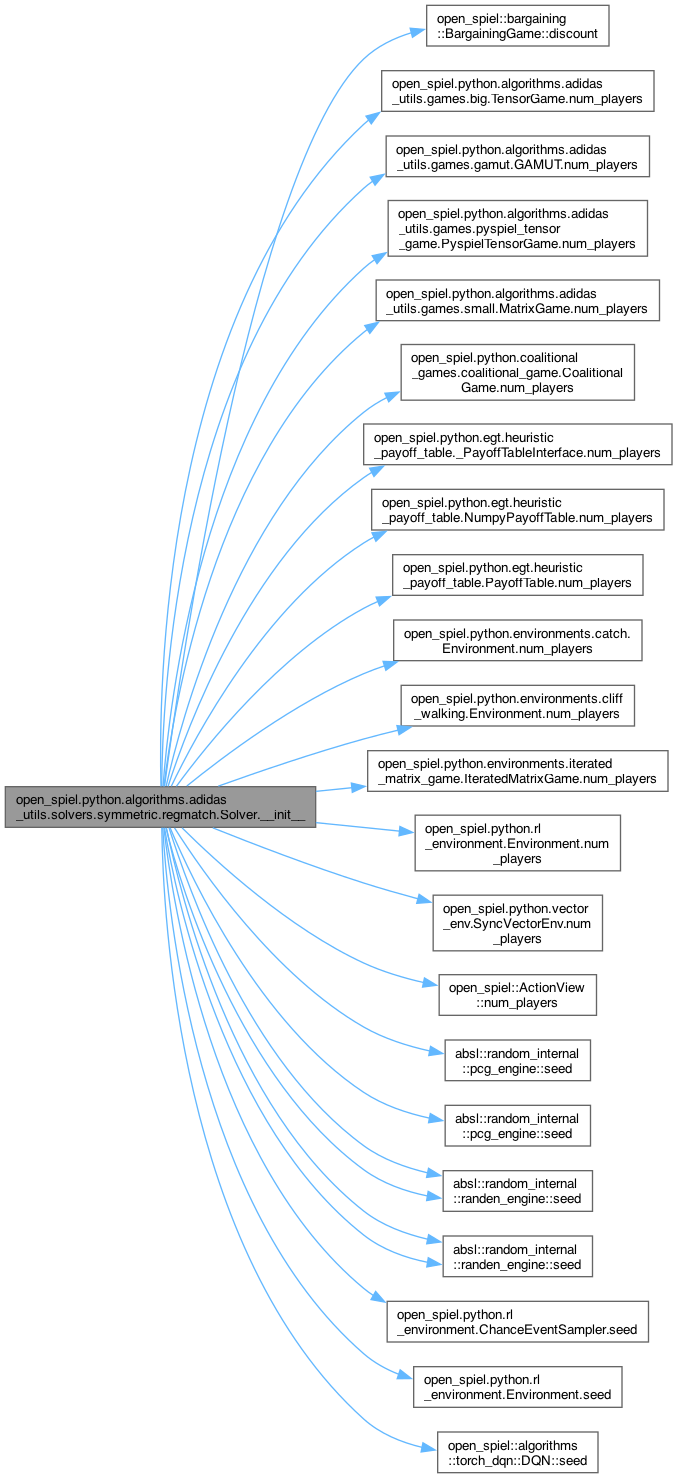 open_spiel::bargaining
::BargainingGame::discount
open_spiel.python.algorithms.adidas
_utils.games.big.TensorGame.num_players
open_spiel.python.algorithms.adidas
_utils.games.gamut.GAMUT.num_players
open_spiel.python.algorithms.adidas
_utils.games.pyspiel_tensor
_game.PyspielTensorGame.num_players
open_spiel.python.algorithms.adidas
_utils.games.small.MatrixGame.num_players
open_spiel.python.coalitional
_games.coalitional_game.Coalitional
Game.num_players
open_spiel.python.egt.heuristic
_payoff_table._PayoffTableInterface.num_players
open_spiel.python.egt.heuristic
_payoff_table.NumpyPayoffTable.num_players
open_spiel.python.egt.heuristic
_payoff_table.PayoffTable.num_players
open_spiel.python.environments.catch.
Environment.num_players
open_spiel.python.environments.cliff
_walking.Environment.num_players
open_spiel.python.environments.iterated
_matrix_game.IteratedMatrixGame.num_players
open_spiel.python.algorithms.adidas
_utils.solvers.symmetric.regmatch.Solver.__init__
open_spiel.python.rl
_environment.Environment.num
_players
open_spiel.python.vector
_env.SyncVectorEnv.num
_players
open_spiel::ActionView
::num_players
absl::random_internal
::pcg_engine::seed
absl::random_internal
::pcg_engine::seed
absl::random_internal
::randen_engine::seed
absl::random_internal
::randen_engine::seed
open_spiel.python.rl
_environment.ChanceEventSampler.seed
open_spiel.python.rl
_environment.Environment.seed
open_spiel::algorithms
::torch_dqn::DQN::seed